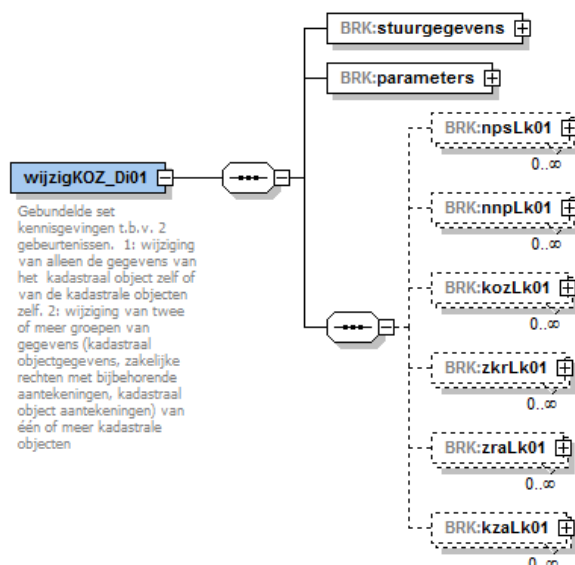 BRK:stuurgegevens
BRK:parameters
BRK:npsLk01
0..∞
wijzigKOZ_Di01
BRK:nnpLk01
0..∞
Gebundelde set
kennisgevingen t.b.v. 2
gebeurtenissen.  1: wijziging
van alleen de gegevens van
het  kadastraal object zelf of
van de kadastrale objecten
zelf. 2: wijziging van twee
of meer groepen van
gegevens (kadastraal
objectgegevens, zakelijke
rechten met bijbehorende
aantekeningen, kadastraal
object aantekeningen) van
één of meer kadastrale
objecten
BRK:kozLk01
0..∞
BRK:zkrLk01
0..∞
BRK:zraLk01
0..∞
BRK:kzaLk01
0..∞